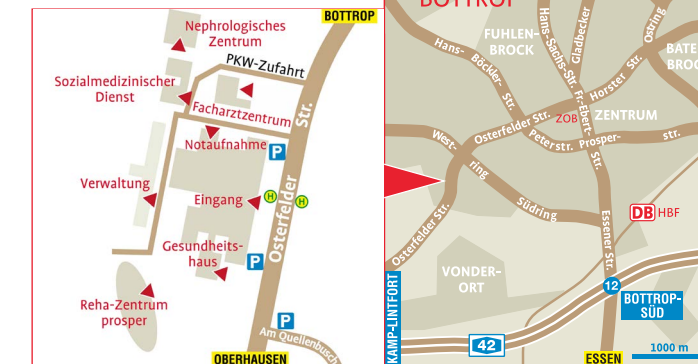 BOTTROP
Nephrologisches
Zentrum
PKW-Zufahrt
Sozialmedizinischer
Dienst
Facharztzentrum
Notaufnahme
P
Verwaltung
Eingang
H
H
Osterfelder Str.
Gesundheits-
haus
P
Reha-Zentrum
prosper
P
Am Quellenbusch
OBERHAUSEN
BOTTROP
FUHLEN-
BROCK
Hans-Sachs-Str.
Gladbecker
Ostring
Hans-Böckler-Str.
Horster Str.
Fr.-Ebert-Str.
ZOB
ZENTRUM
Osterfelder Str.
Peterstr.
Prosper-str.
Westring
Südring
Essener Str.
DB HBF
Osterfelder Str.
VONDER-
ORT
KAMP-LINTFORT
12
BOTTROP-
SÜD
42
ESSEN
1000 m